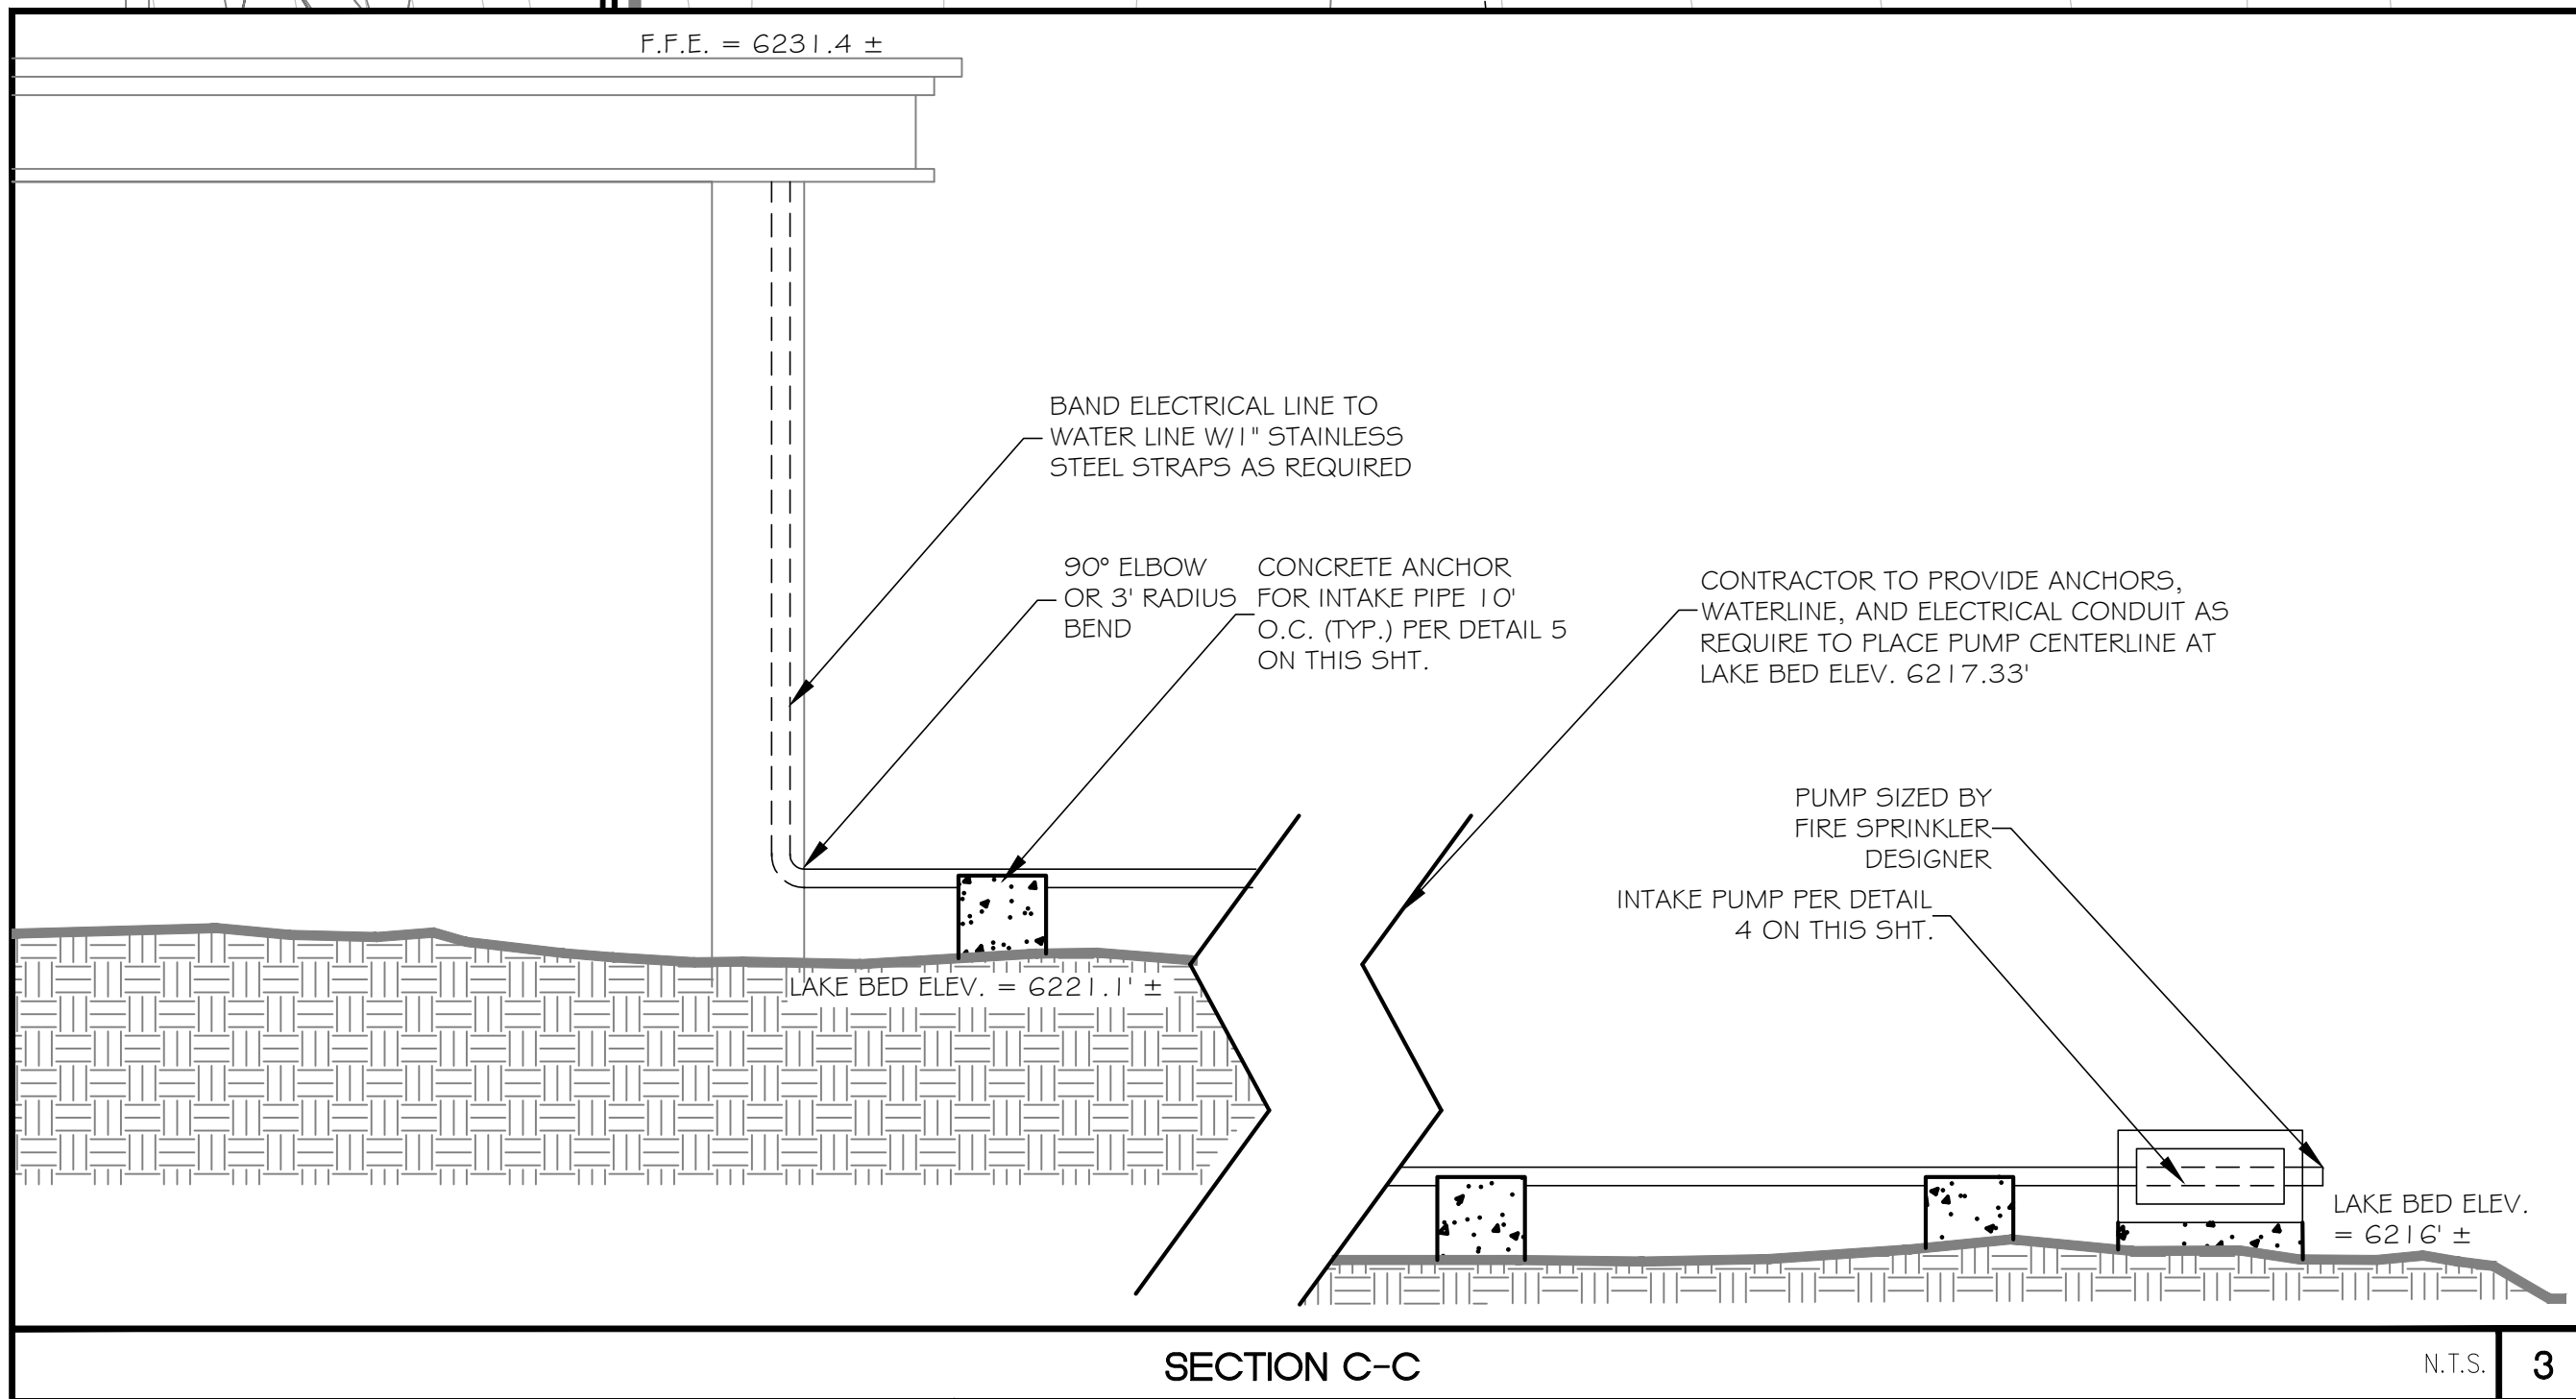 F.F.E. = 6231.4 ±
BAND ELECTRICAL LINE TO
WATER LINE W/1" STAINLESS
STEEL STRAPS AS REQUIRED
90° ELBOW
OR 3' RADIUS
BEND
CONCRETE ANCHOR
FOR INTAKE PIPE 10'
O.C. (TYP.) PER DETAIL 5
ON THIS SHT.
CONTRACTOR TO PROVIDE ANCHORS,
WATERLINE, AND ELECTRICAL CONDUIT AS
REQUIRE TO PLACE PUMP CENTERLINE AT
LAKE BED ELEV. 6217.33'
PUMP SIZED BY
FIRE SPRINKLER
DESIGNER
INTAKE PUMP PER DETAIL
4 ON THIS SHT.
LAKE BED ELEV. = 6221.1' ±
LAKE BED ELEV.
= 6216' ±
SECTION C-C
N.T.S.
3